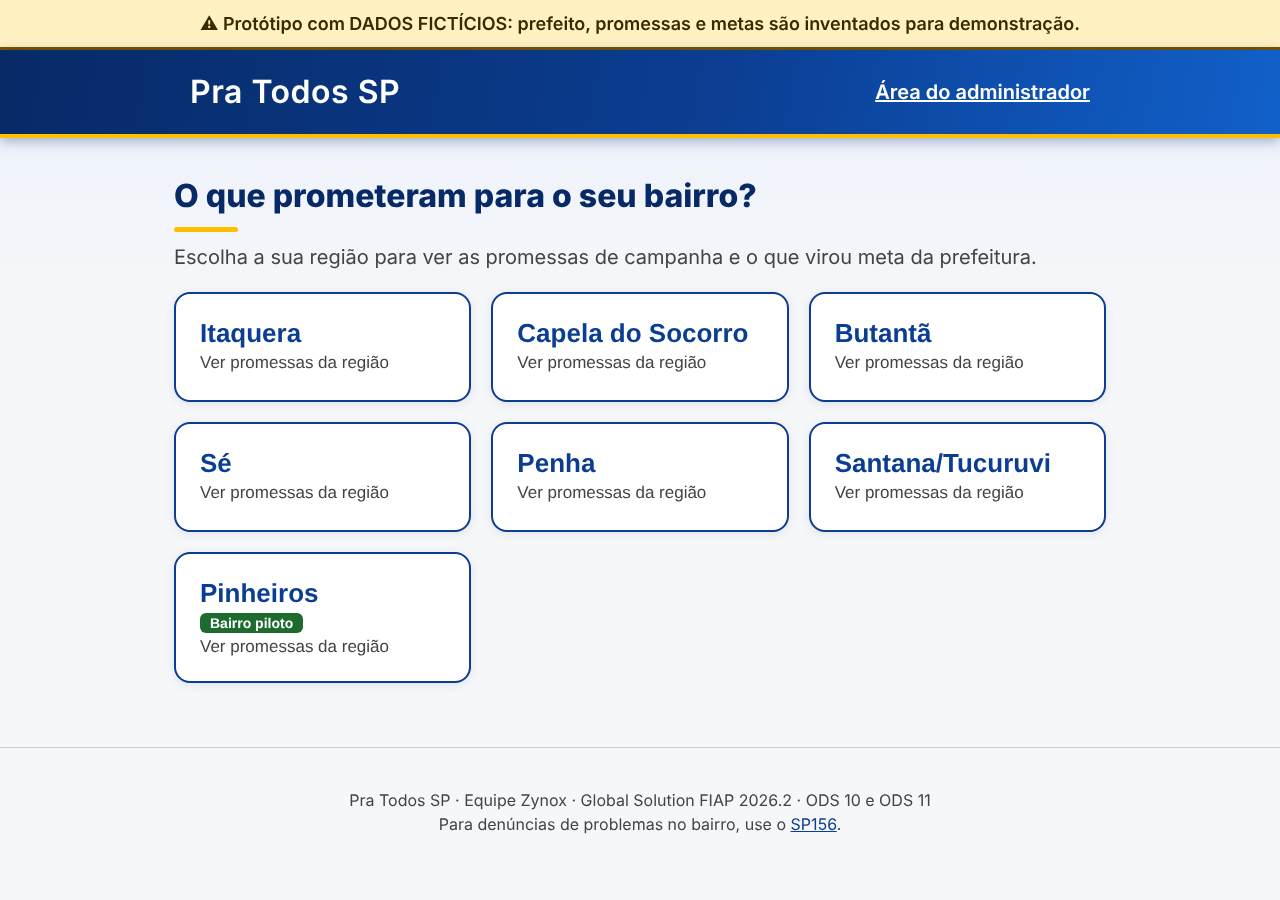 ⚠ Protótipo com DADOS FICTÍCIOS: prefeito, promessas e metas são inventados para demonstração.
Pra Todos SP
Área do administrador
O que prometeram para o seu bairro?
Escolha a sua região para ver as promessas de campanha e o que virou meta da prefeitura.
Itaquera
Ver promessas da região
Capela do Socorro
Ver promessas da região
Butantã
Ver promessas da região
Sé
Ver promessas da região
Penha
Ver promessas da região
Santana/Tucuruvi
Ver promessas da região
Pinheiros
Bairro piloto
Ver promessas da região
Pra Todos SP · Equipe Zynox · Global Solution FIAP 2026.2 · ODS 10 e ODS 11
Para denúncias de problemas no bairro, use o SP156.